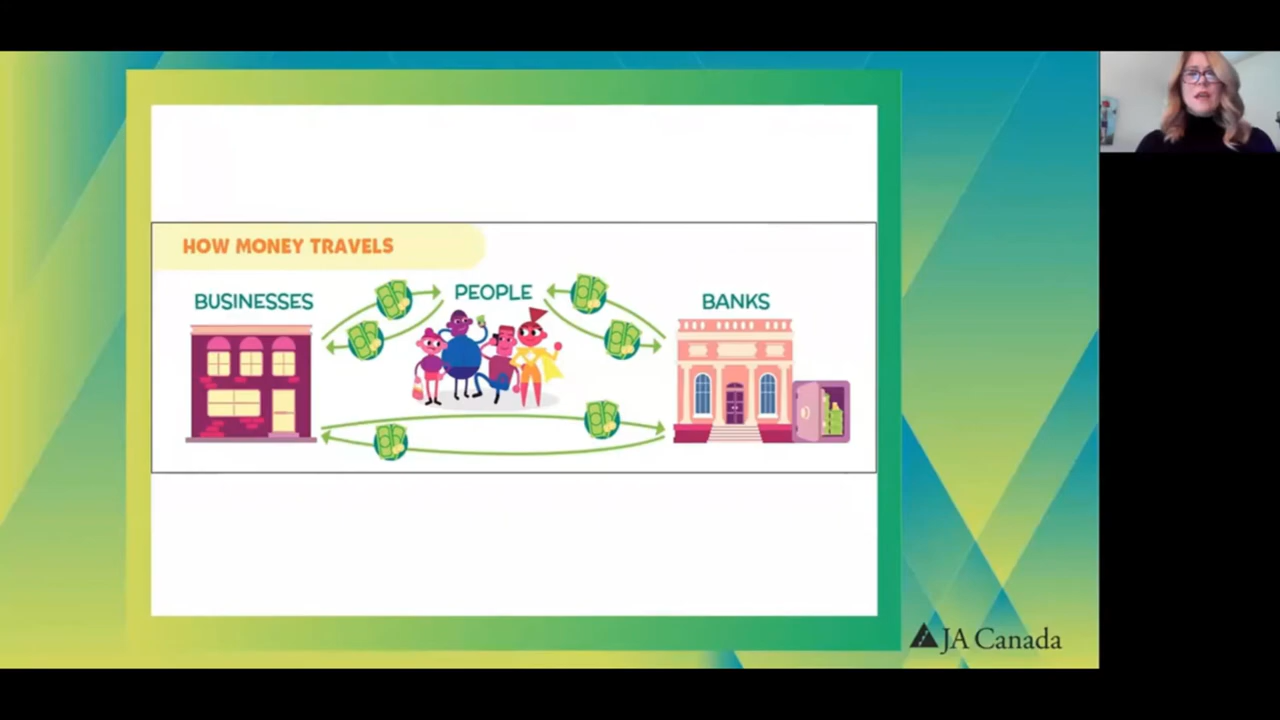 HOW MONEY TRAVELS
BUSINESSES
PEOPLE
BANKS
JA Canada